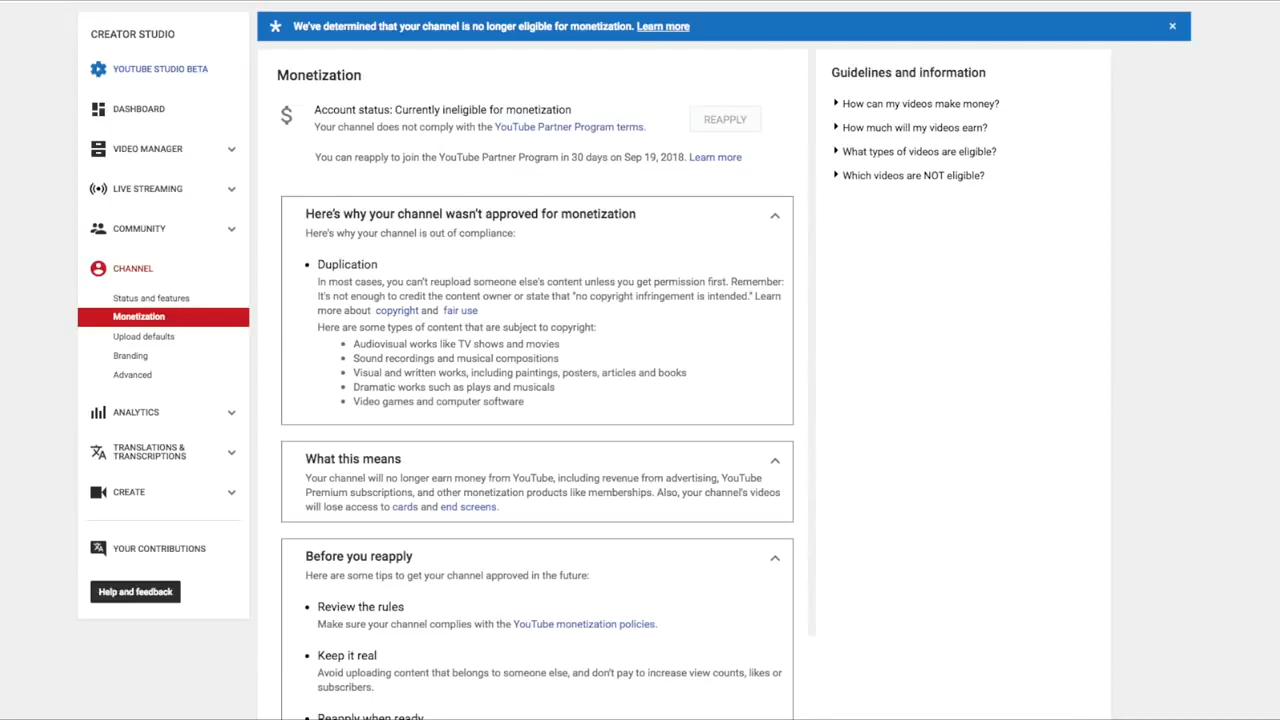 We've determined that your channel is no longer eligible for monetization. Learn more
×
CREATOR STUDIO
YOUTUBE STUDIO BETA
DASHBOARD
VIDEO MANAGER
LIVE STREAMING
COMMUNITY
CHANNEL
Status and features
Monetization
Upload defaults
Branding
Advanced
ANALYTICS
TRANSLATIONS &
TRANSCRIPTIONS
CREATE
YOUR CONTRIBUTIONS
Help and feedback
Monetization
$
Account status: Currently ineligible for monetization
Your channel does not comply with the YouTube Partner Program terms.
REAPPLY
You can reapply to join the YouTube Partner Program in 30 days on Sep 19, 2018. Learn more
Here's why your channel wasn't approved for monetization
Here's why your channel is out of compliance:
• Duplication
In most cases, you can't reupload someone else's content unless you get permission first. Remember:
It's not enough to credit the content owner or state that "no copyright infringement is intended." Learn
more about copyright and fair use
Here are some types of content that are subject to copyright:
• Audiovisual works like TV shows and movies
• Sound recordings and musical compositions
• Visual and written works, including paintings, posters, articles and books
• Dramatic works such as plays and musicals
• Video games and computer software
What this means
Your channel will no longer earn money from YouTube, including revenue from advertising, YouTube
Premium subscriptions, and other monetization products like memberships. Also, your channel's videos
will lose access to cards and end screens.
Before you reapply
Here are some tips to get your channel approved in the future:
• Review the rules
Make sure your channel complies with the YouTube monetization policies.
• Keep it real
Avoid uploading content that belongs to someone else, and don't pay to increase view counts, likes or
subscribers.
• Reapply when ready
Guidelines and information
How can my videos make money?
How much will my videos earn?
What types of videos are eligible?
Which videos are NOT eligible?